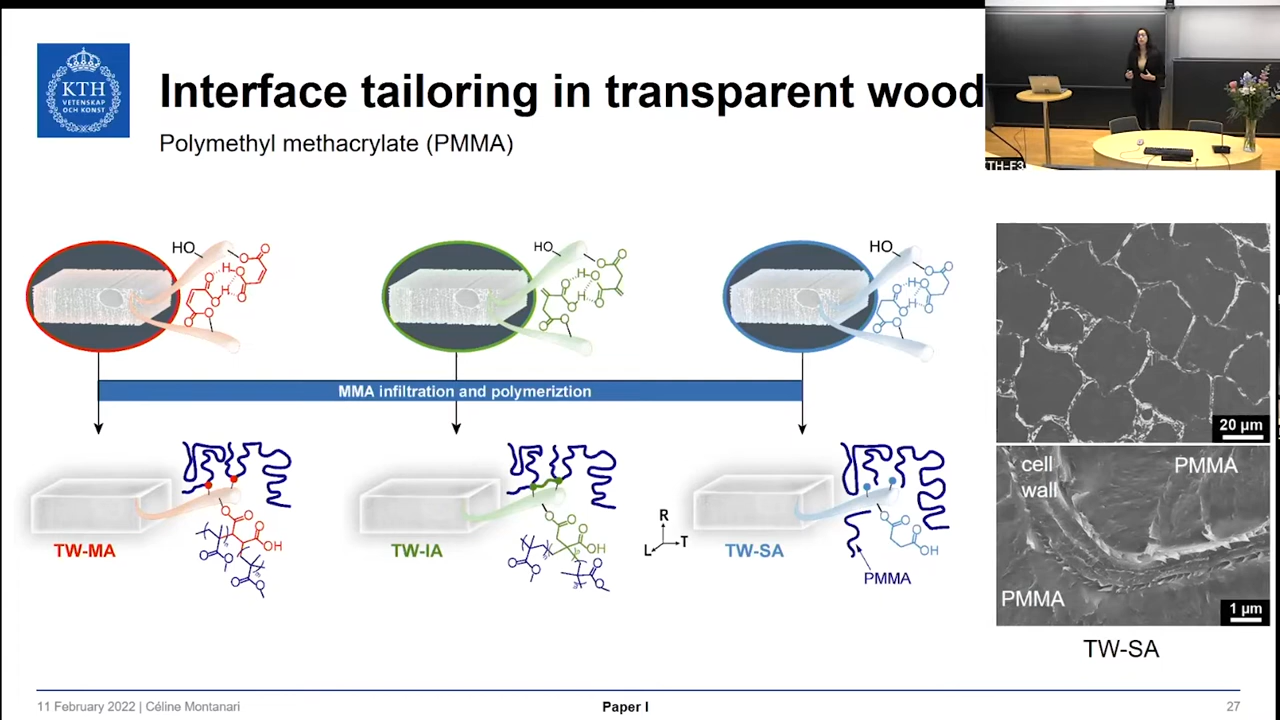 KTH
VETENSKAP
OCH KONST
Interface tailoring in transparent wood
Polymethyl methacrylate (PMMA)
KTH-F3
HO
O
O
H
O
O
H
O
O
O
HO
O
O
H
O
O
H
O
O
O
HO
O
O
H
O
O
H
O
O
O
MMA infiltration and polymeriztion
TW-MA
O
O
O
OH
O
O
O
O
TW-IA
O
O
O
OH
O
O
O
O
R
L
T
TW-SA
O
O
O
OH
PMMA
20 µm
cell
wall
PMMA
PMMA
1 µm
TW-SA
11 February 2022 | Céline Montanari
Paper I
27